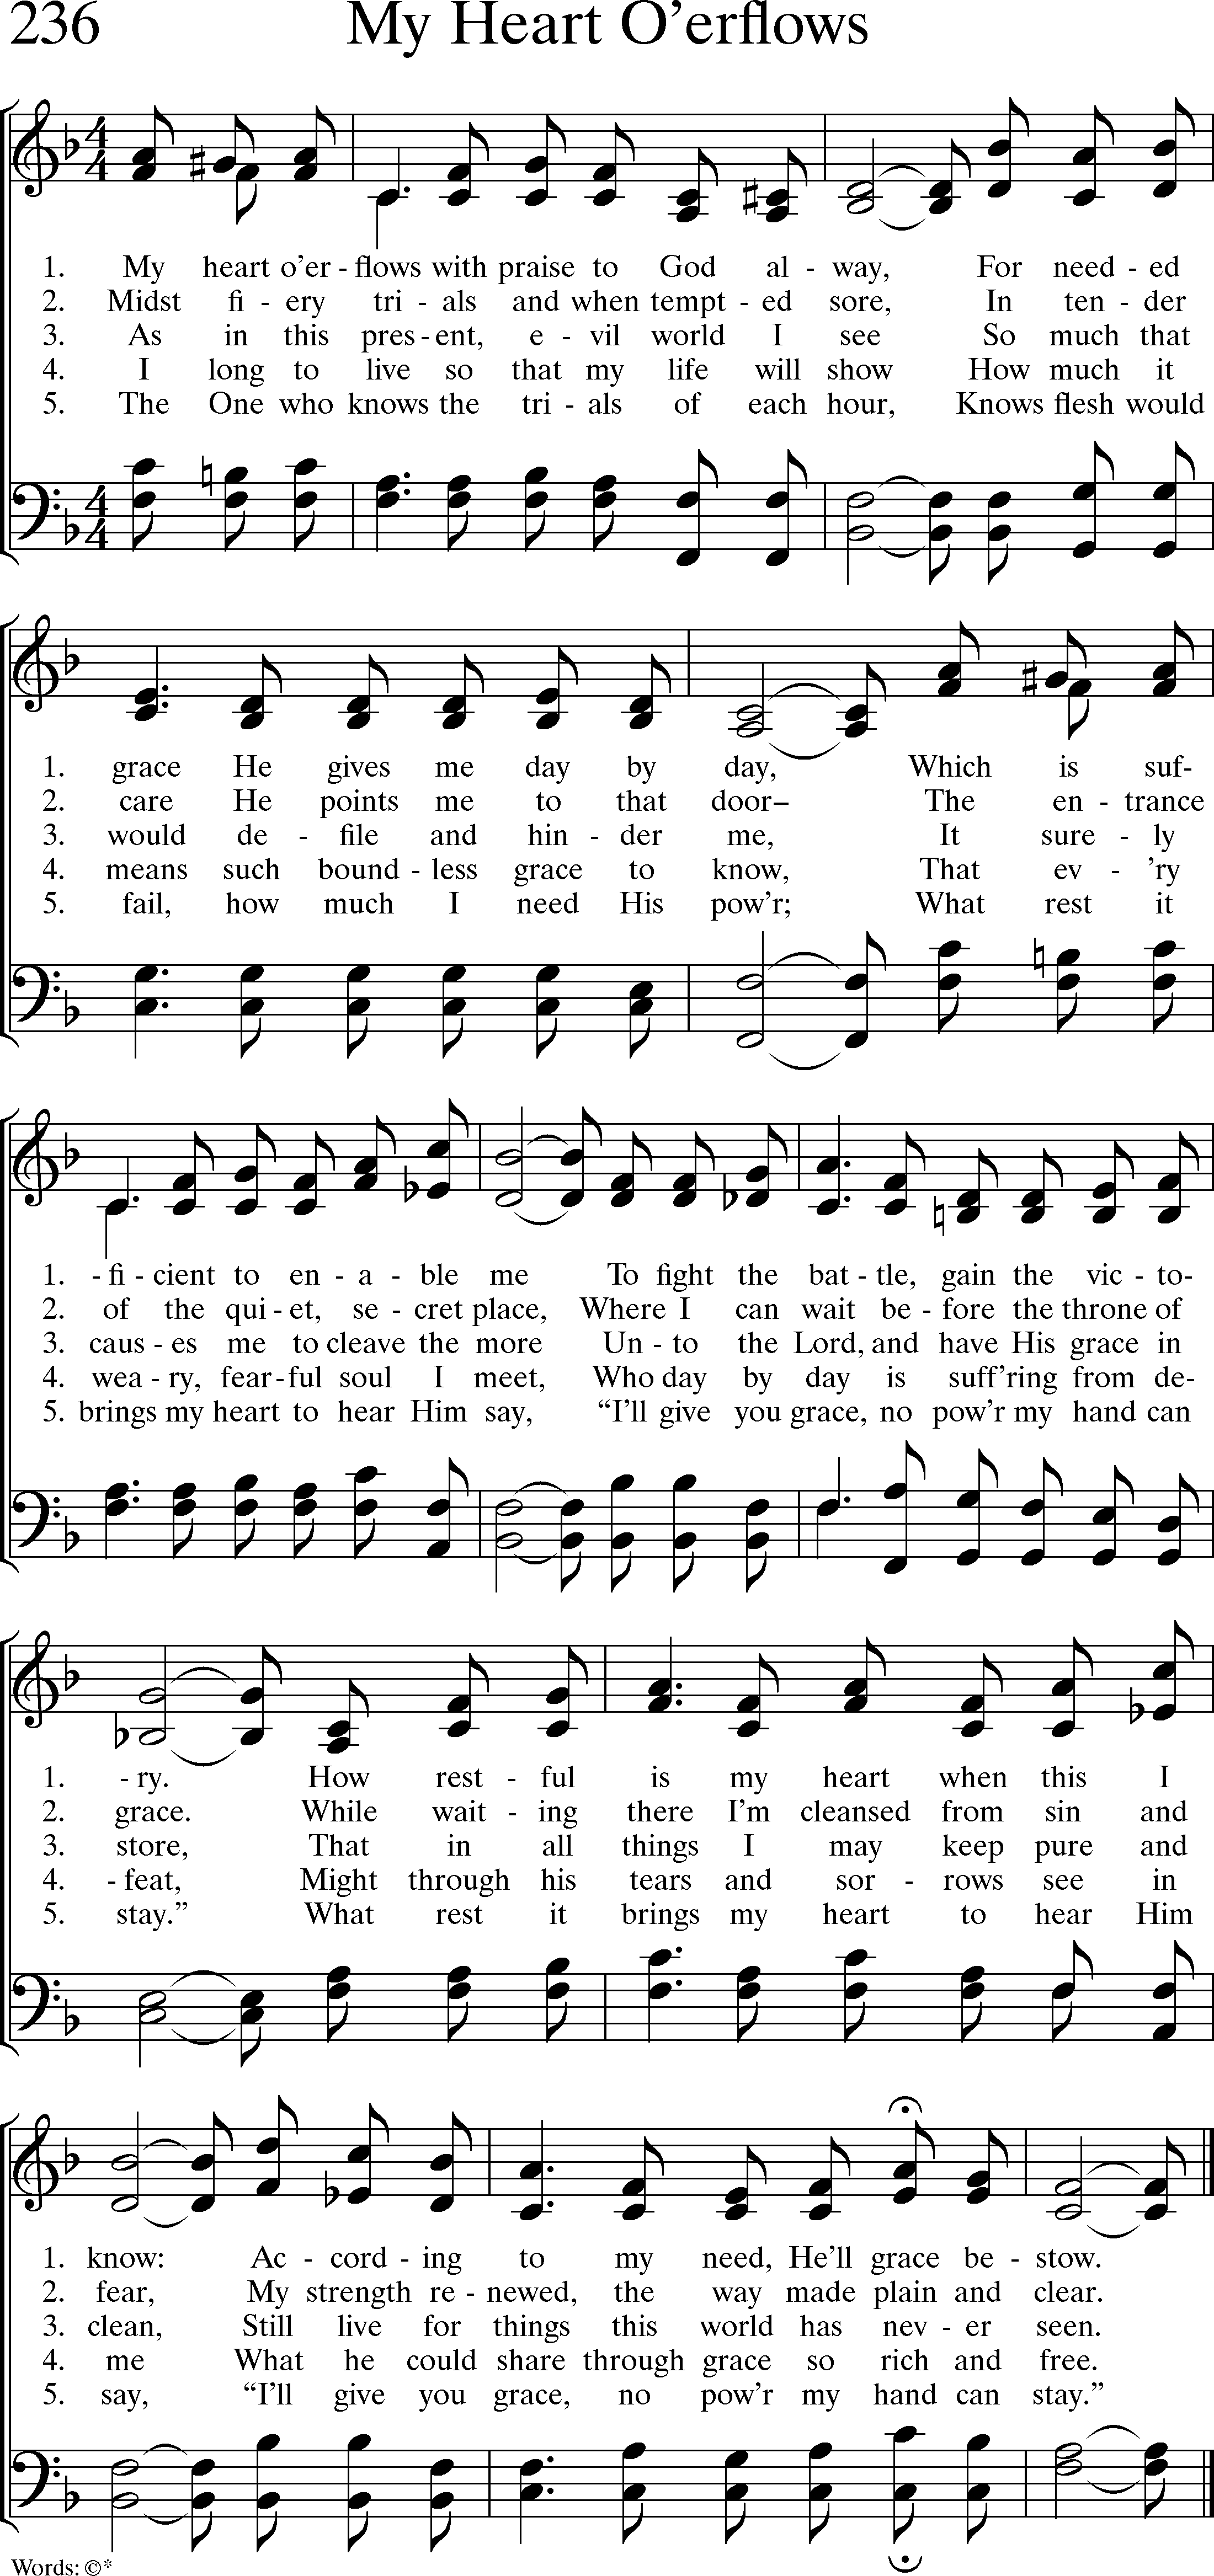 236 My Heart O’erflows
1. My heart o’er - flows with praise to God al - way, For need - ed
2. Midst fi - ery tri - als and when tempt - ed sore, In ten - der
3. As in this pres - ent, e - vil world I see So much that
4. I long to live so that my life will show How much it
5. The One who knows the tri - als of each hour, Knows flesh would
1. grace He gives me day by day, Which is suf-
2. care He points me to that door– The en - trance
3. would de - file and hin - der me, It sure - ly
4. means such bound - less grace to know, That ev - ’ry
5. fail, how much I need His pow’r; What rest it
1. - fi - cient to en - a - ble me To fight the bat - tle, gain the vic - to-
2. of the qui - et, se - cret place, Where I can wait be - fore the throne of
3. caus - es me to cleave the more Un - to the Lord, and have His grace in
4. wea - ry, fear - ful soul I meet, Who day by day is suff’ring from de-
5. brings my heart to hear Him say, “I’ll give you grace, no pow’r my hand can
1. - ry. How rest - ful is my heart when this I
2. grace. While wait - ing there I’m cleansed from sin and
3. store, That in all things I may keep pure and
4. - feat, Might through his tears and sor - rows see in
5. stay.” What rest it brings my heart to hear Him
1. know: Ac - cord - ing to my need, He’ll grace be - stow.
2. fear, My strength re - newed, the way made plain and clear.
3. clean, Still live for things this world has nev - er seen.
4. me What he could share through grace so rich and free.
5. say, “I’ll give you grace, no pow’r my hand can stay.”
Words: ©*